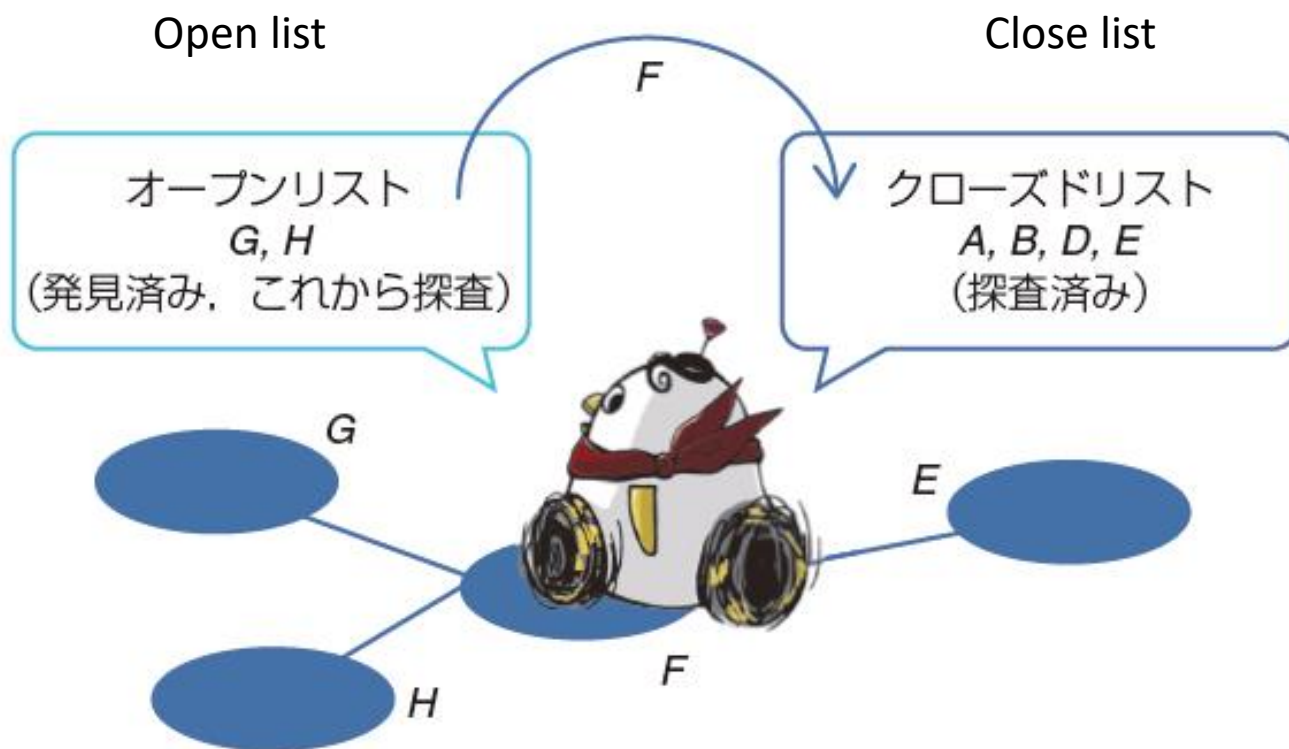 Open list
Close list
F
オープンリスト
G, H
(発見済み，これから探査)
クローズドリスト
A, B, D, E
(探査済み)
G
E
F
H